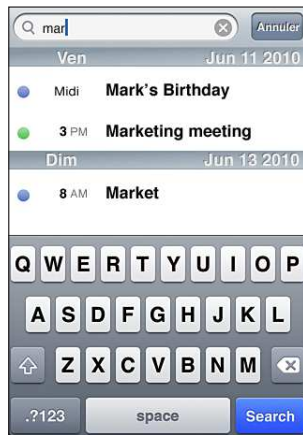 mar Annuler
Ven Jun 11 2010
Midi Mark's Birthday
3 PM Marketing meeting
Dim Jun 13 2010
8 AM Market
Q W E R T Y U I O P
A S D F G H J K L
Z X C V B N M
.?123 space Search